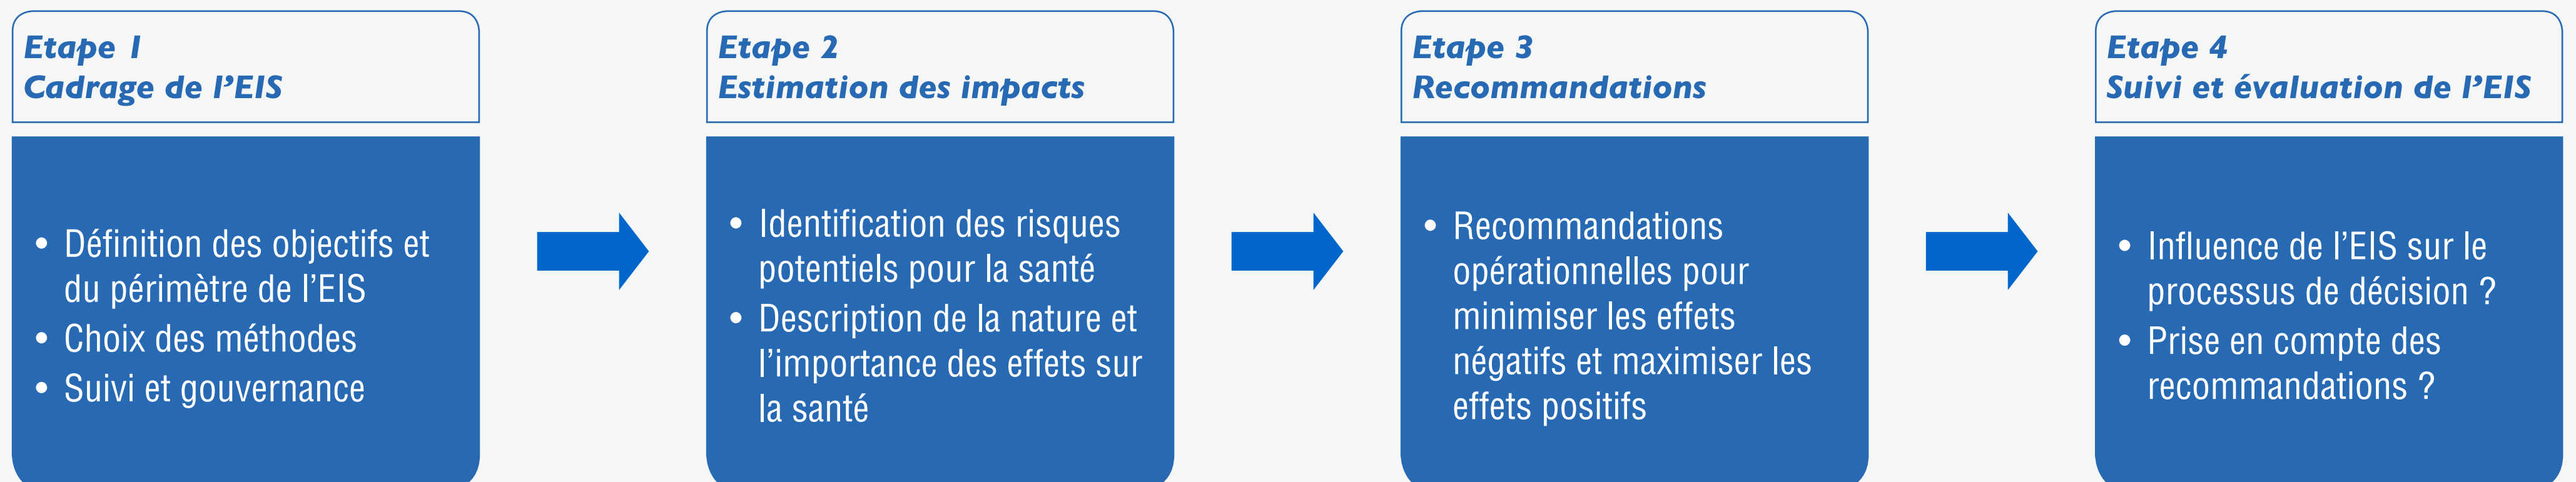 Etape 1
Cadrage de l’EIS
• Définition des objectifs et
du périmètre de l’EIS
• Choix des méthodes
• Suivi et gouvernance
Etape 2
Estimation des impacts
• Identification des risques
potentiels pour la santé
• Description de la nature et
l’importance des effets sur
la santé
Etape 3
Recommandations
• Recommandations
opérationnelles pour
minimiser les effets
négatifs et maximiser les
effets positifs
Etape 4
Suivi et évaluation de l’EIS
• Influence de l’EIS sur le
processus de décision ?
• Prise en compte des
recommandations ?